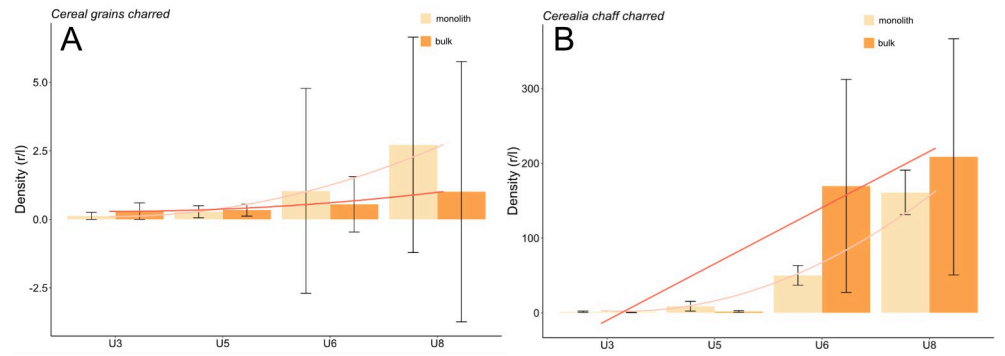 Cereal grains charred
A
monolith
bulk
Density (r/l)
5.0
2.5
0.0
-2.5
U3 U5 U6 U8
Cerealia chaff charred
B
monolith
bulk
Density (r/l)
300
200
100
0
U3 U5 U6 U8